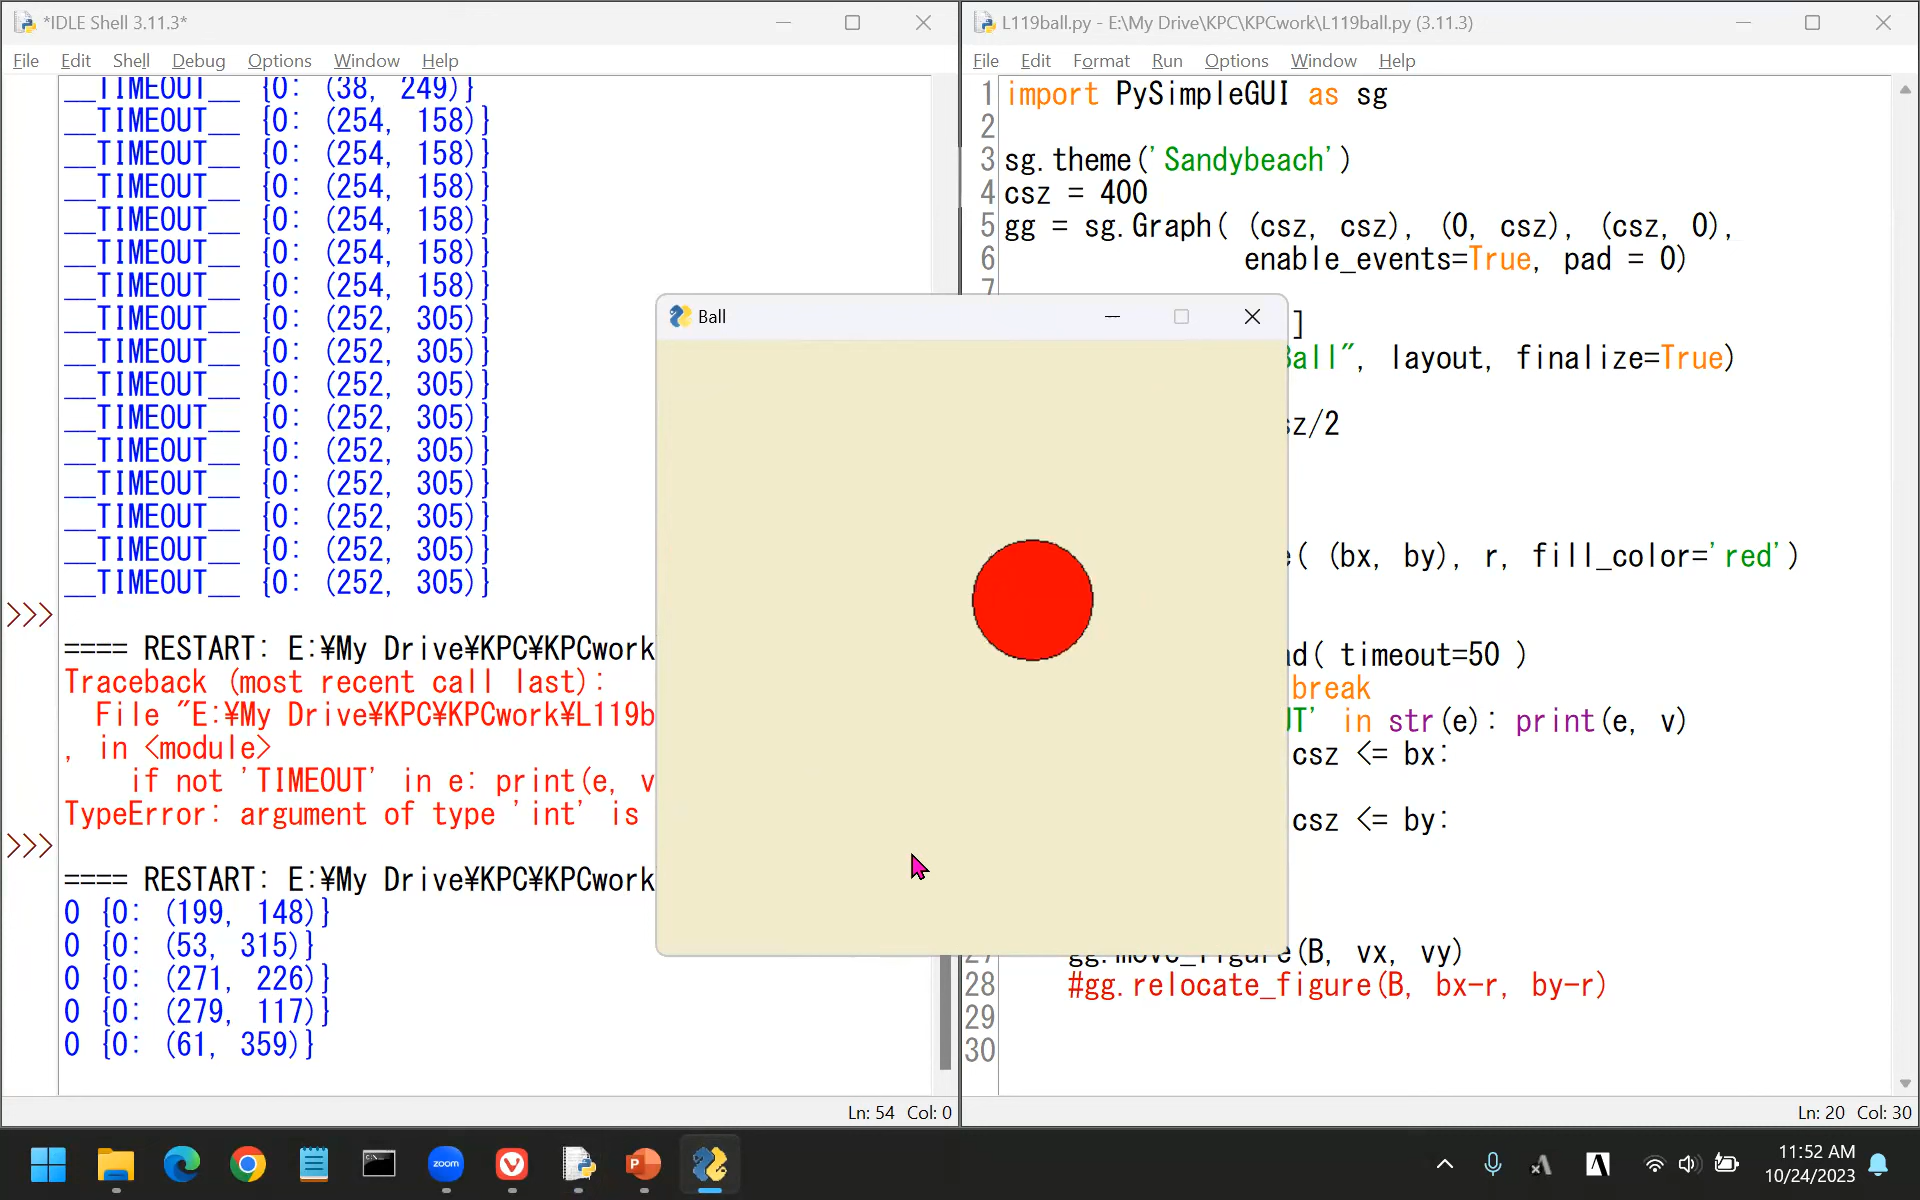 *IDLE Shell 3.11.3*
File Edit Shell Debug Options Window Help
__TIMEOUT__ {0: (38, 249)}
__TIMEOUT__ {0: (254, 158)}
__TIMEOUT__ {0: (254, 158)}
__TIMEOUT__ {0: (254, 158)}
__TIMEOUT__ {0: (254, 158)}
__TIMEOUT__ {0: (254, 158)}
__TIMEOUT__ {0: (254, 158)}
__TIMEOUT__ {0: (252, 305)}
__TIMEOUT__ {0: (252, 305)}
__TIMEOUT__ {0: (252, 305)}
__TIMEOUT__ {0: (252, 305)}
__TIMEOUT__ {0: (252, 305)}
__TIMEOUT__ {0: (252, 305)}
__TIMEOUT__ {0: (252, 305)}
__TIMEOUT__ {0: (252, 305)}
__TIMEOUT__ {0: (252, 305)}
>>>
==== RESTART: E:¥My Drive¥KPC¥KPCwork
Traceback (most recent call last):
File "E:¥My Drive¥KPC¥KPCwork¥L119b
, in <module>
if not 'TIMEOUT' in e: print(e, v
TypeError: argument of type 'int' is
>>>
==== RESTART: E:¥My Drive¥KPC¥KPCwork
0 {0: (199, 148)}
0 {0: (53, 315)}
0 {0: (271, 226)}
0 {0: (279, 117)}
0 {0: (61, 359)}
Ln: 54 Col: 0
L119ball.py - E:\My Drive\KPC\KPCwork\L119ball.py (3.11.3)
File Edit Format Run Options Window Help
1 import PySimpleGUI as sg
2
3 sg.theme('Sandybeach')
4 csz = 400
5 gg = sg.Graph( (csz, csz), (0, csz), (csz, 0),
6 enable_events=True, pad = 0)
7
]
Ball", layout, finalize=True)
sz/2
( (bx, by), r, fill_color='red')
ad( timeout=50 )
break
UT' in str(e): print(e, v)
csz <= bx:
csz <= by:
27 gg.move_figure(B, vx, vy)
28 #gg.relocate_figure(B, bx-r, by-r)
29
30
Ln: 20 Col: 30
Ball
zoom
11:52 AM
10/24/2023